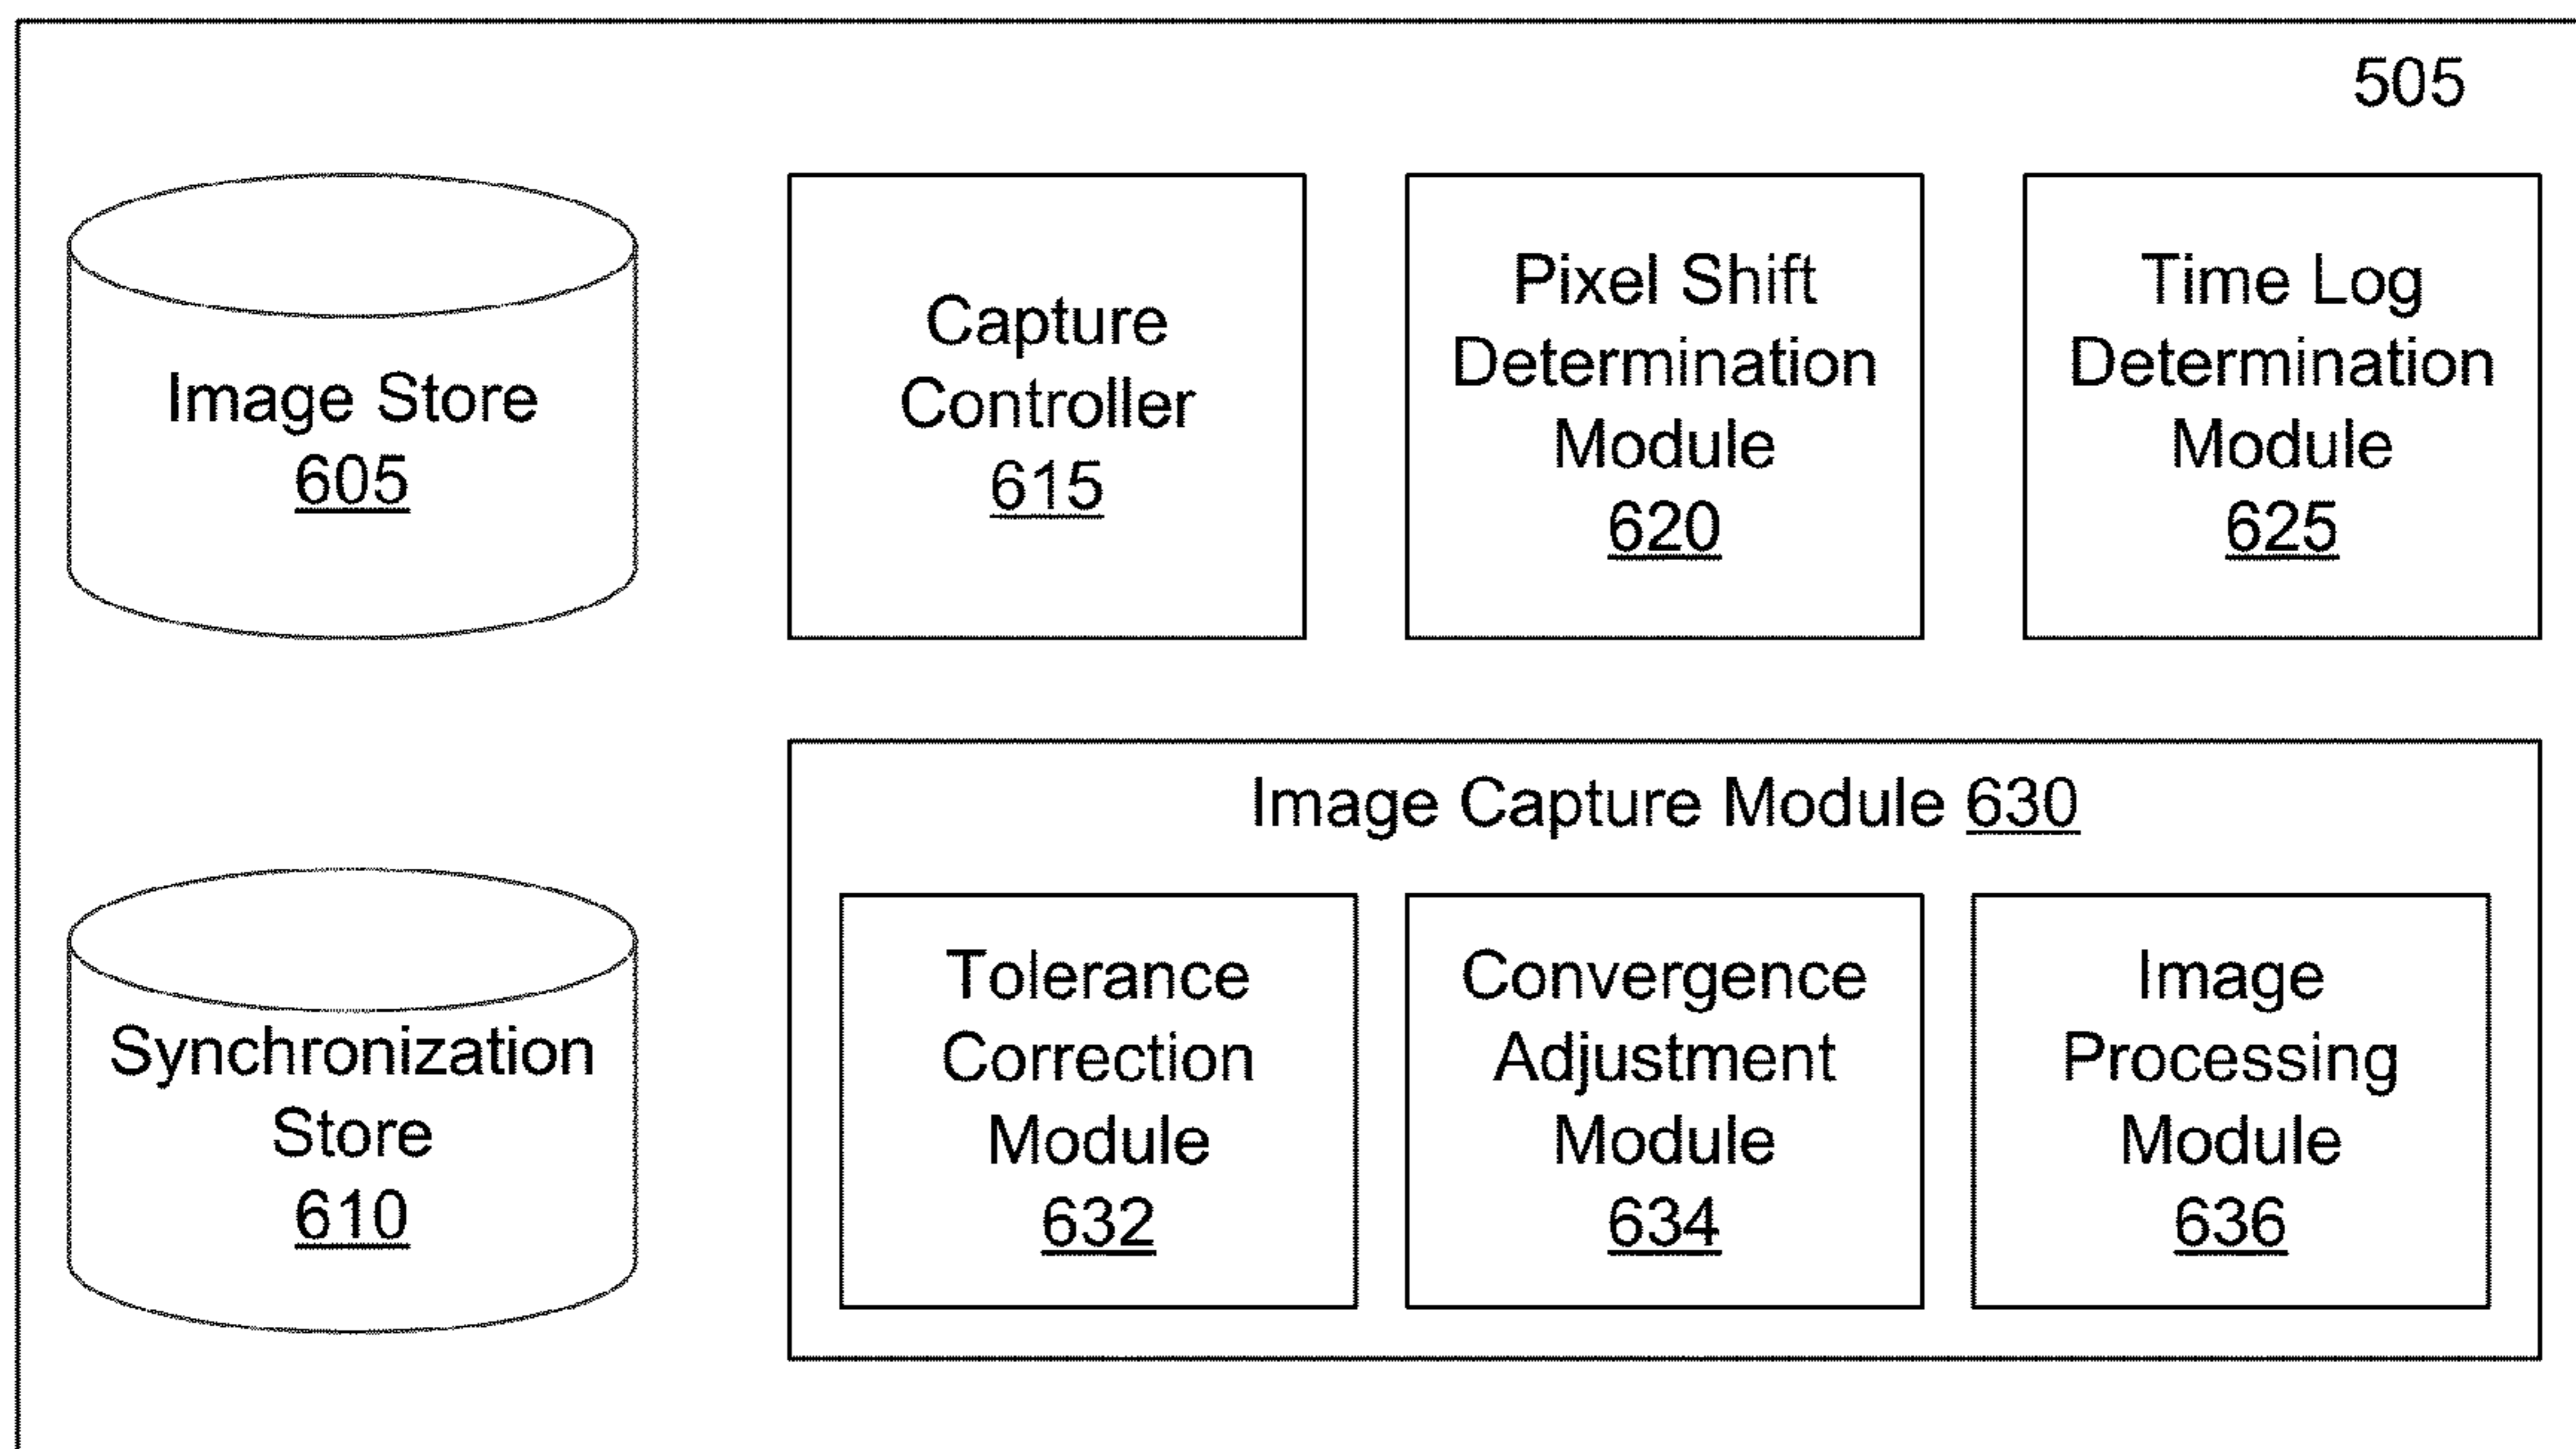 505
Image Store
605
Capture
Controller
615
Pixel Shift
Determination
Module
620
Time Log
Determination
Module
625
Synchronization
Store
610
Image Capture Module 630
Tolerance
Correction
Module
632
Convergence
Adjustment
Module
634
Image
Processing
Module
636